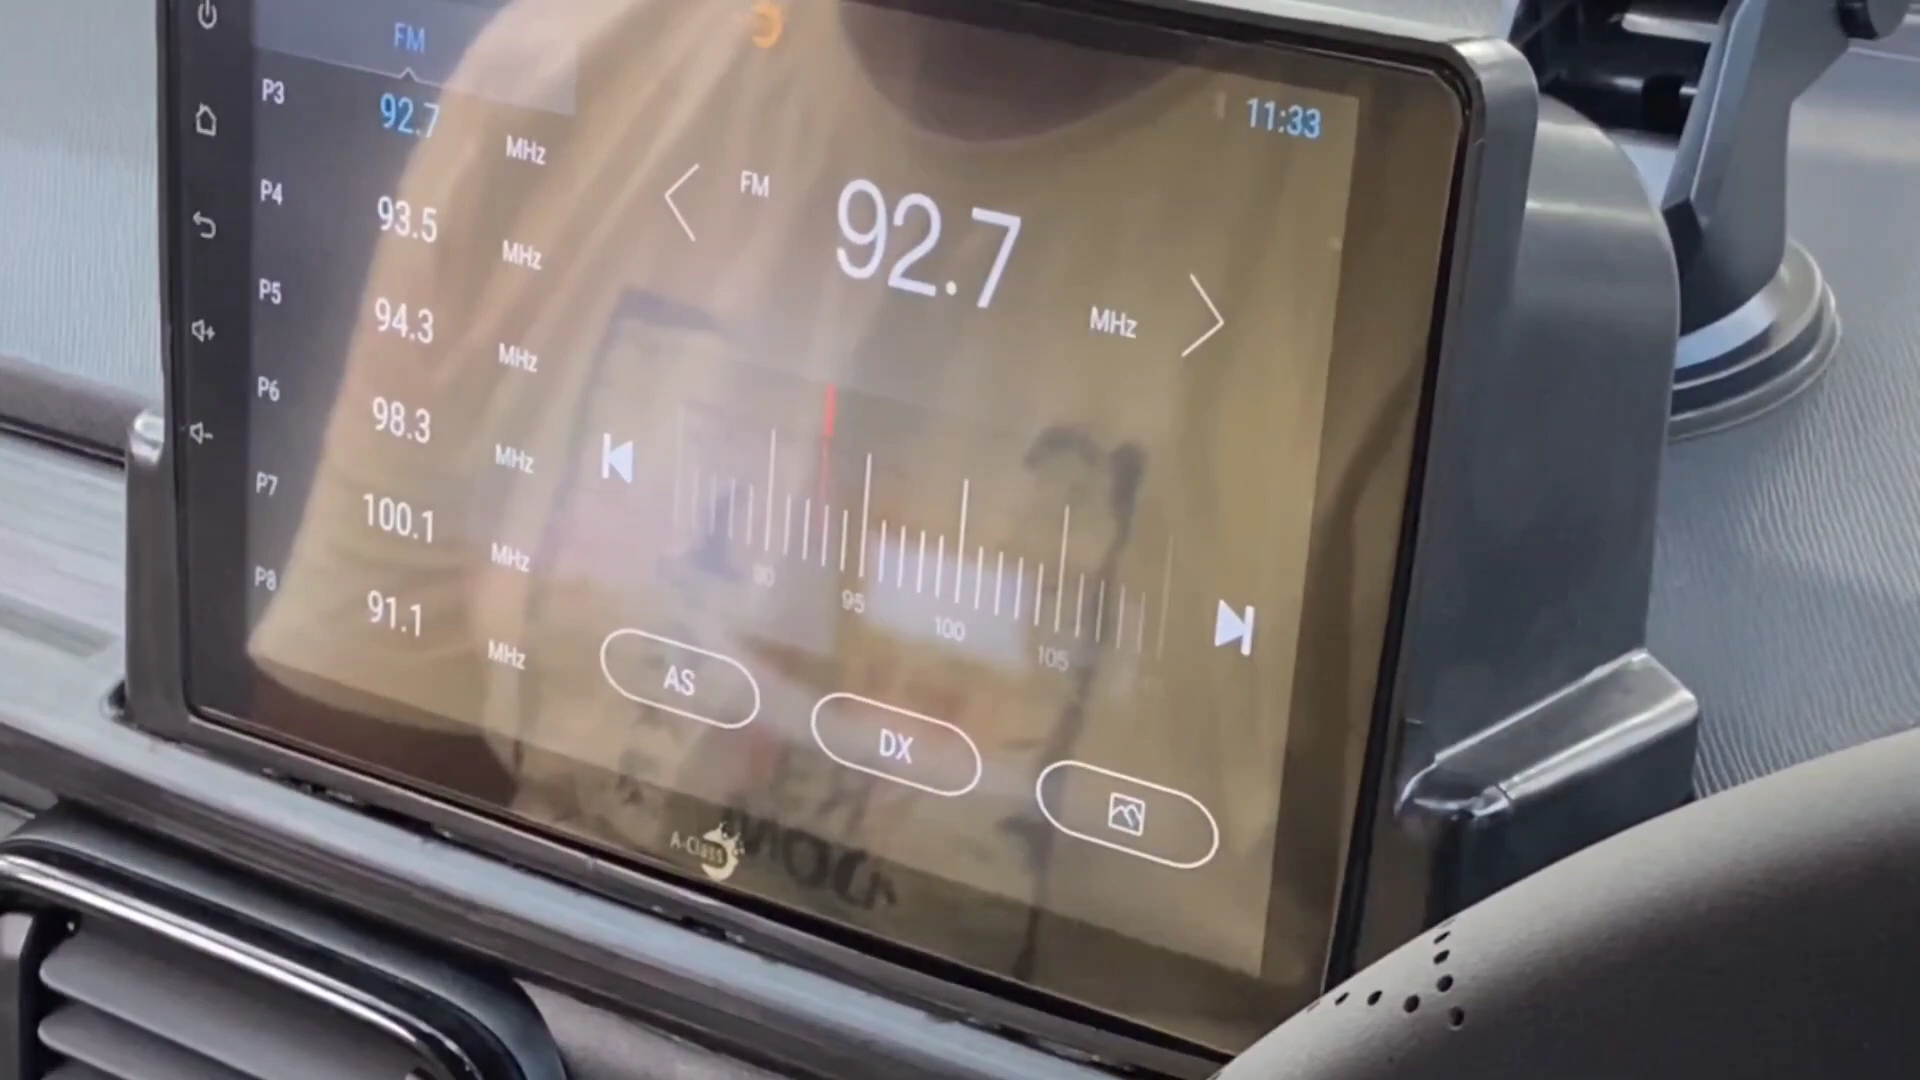 FM
11:33
P3 92.7 MHz
P4 93.5 MHz
P5 94.3 MHz
P6 98.3 MHz
P7 100.1 MHz
P8 91.1 MHz
FM 92.7 MHz
90 95 100 105
AS
DX
A-Class